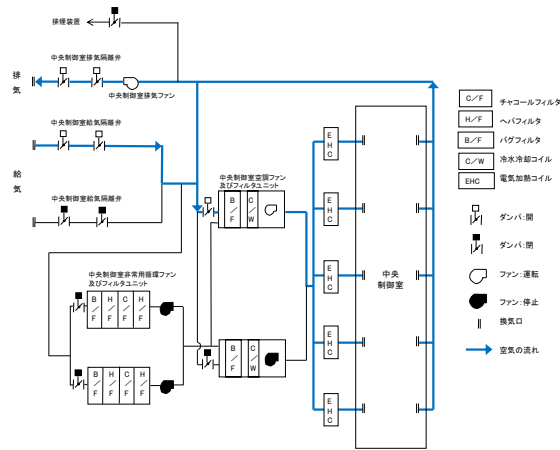 排煙装置
中央制御室排気隔離弁
排
気
中央制御室排気ファン
中央制御室給気隔離弁
給
気
中央制御室給気隔離弁
中央制御室空調ファン
及びフィルタユニット
B/F
C/W
中央制御室非常用循環ファン
及びフィルタユニット
B/F
H/F
C/F
H/F
B/F
H/F
C/F
H/F
B/F
C/W
EHC
EHC
EHC
EHC
EHC
中央
制御室
C/F
チャコールフィルタ
H/F
ヘパフィルタ
B/F
バグフィルタ
C/W
冷水冷却コイル
EHC
電気加熱コイル
ダンパ:開
ダンパ:閉
ファン:運転
ファン:停止
換気口
空気の流れ